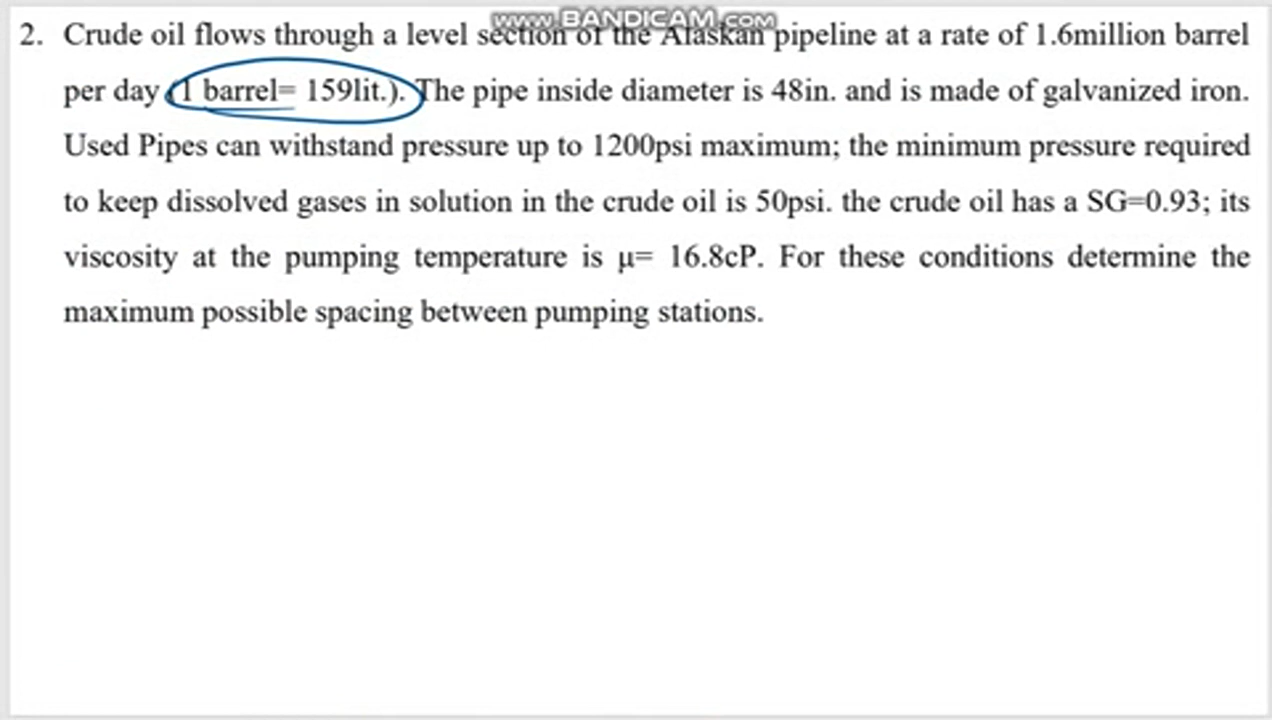 www.BANDICAM.com
2. Crude oil flows through a level section of the Alaskan pipeline at a rate of 1.6million barrel
per day (1 barrel= 159lit.). The pipe inside diameter is 48in. and is made of galvanized iron.
Used Pipes can withstand pressure up to 1200psi maximum; the minimum pressure required
to keep dissolved gases in solution in the crude oil is 50psi. the crude oil has a SG=0.93; its
viscosity at the pumping temperature is μ= 16.8cP. For these conditions determine the
maximum possible spacing between pumping stations.